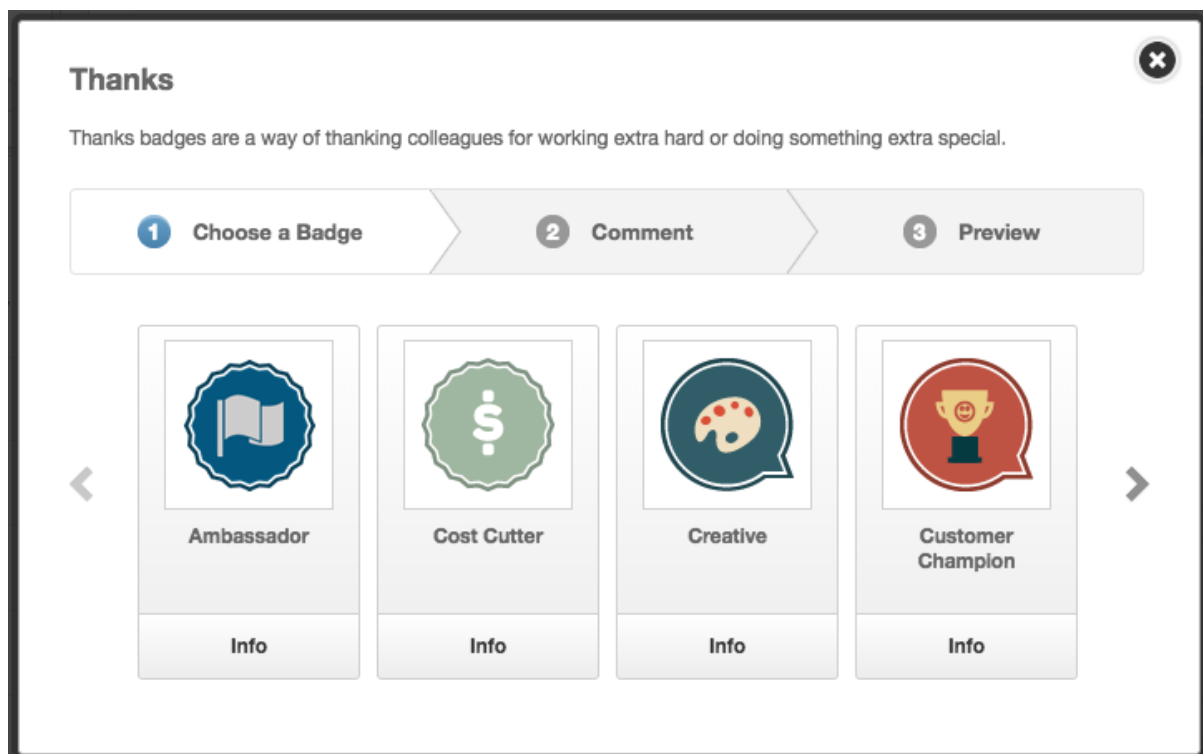 Thanks
Thanks badges are a way of thanking colleagues for working extra hard or doing something extra special.
1 Choose a Badge 2 Comment 3 Preview
$
Ambassador
Cost Cutter
Creative
Customer
Champion
Info
Info
Info
Info